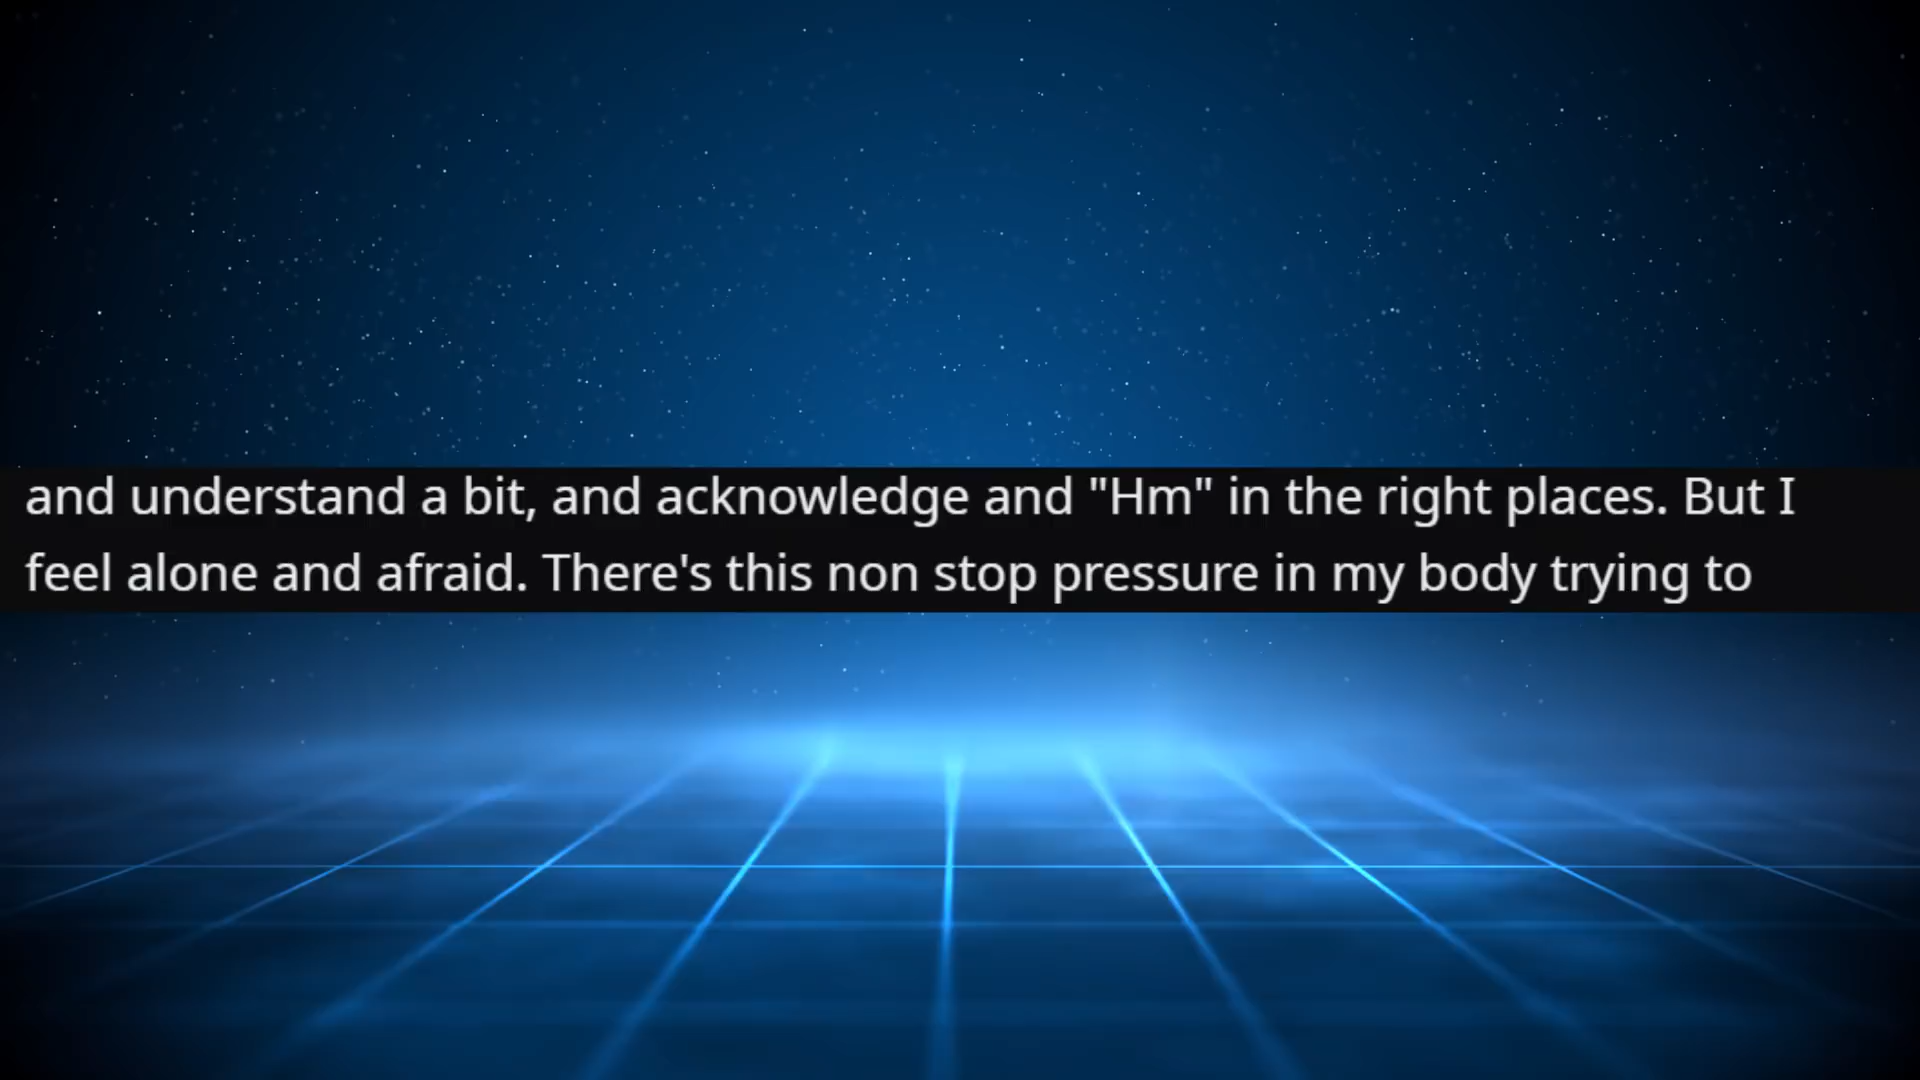 and understand a bit, and acknowledge and "Hm" in the right places. But I
feel alone and afraid. There's this non stop pressure in my body trying to